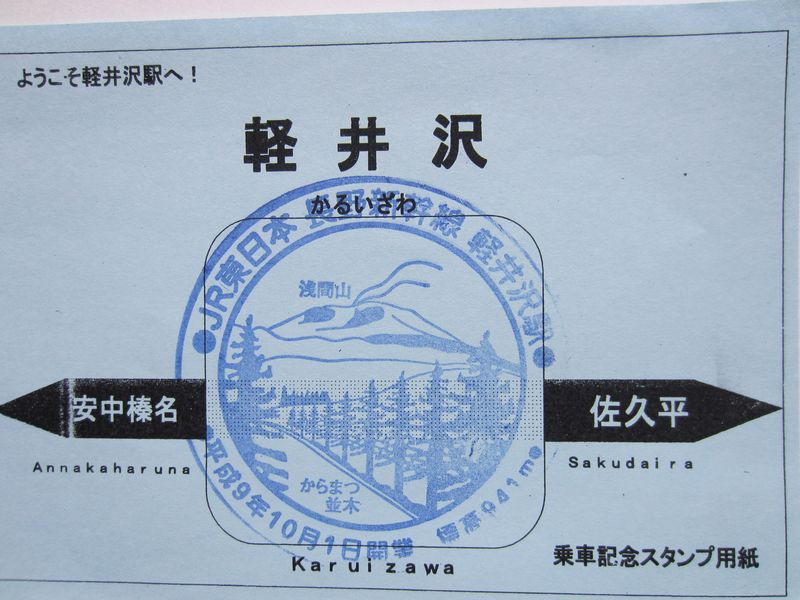 ようこそ軽井沢駅へ！
軽井沢
かるいざわ
●JR東日本 長野新幹線 軽井沢駅●
浅間山
安中榛名
佐久平
Annakaharuna
Sakudaira
からまつ
並木
平成9年10月1日開業 標高941m
Karuizawa
乗車記念スタンプ用紙